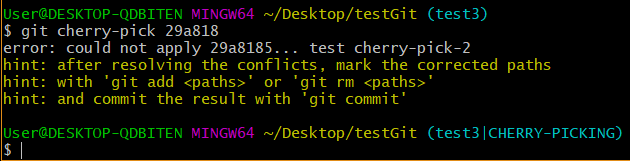 User@DESKTOP-QDBITEN MINGW64 ~/Desktop/testGit (test3)
$ git cherry-pick 29a818
error: could not apply 29a8185... test cherry-pick-2
hint: after resolving the conflicts, mark the corrected paths
hint: with 'git add <paths>' or 'git rm <paths>'
hint: and commit the result with 'git commit'
User@DESKTOP-QDBITEN MINGW64 ~/Desktop/testGit (test3|CHERRY-PICKING)
$